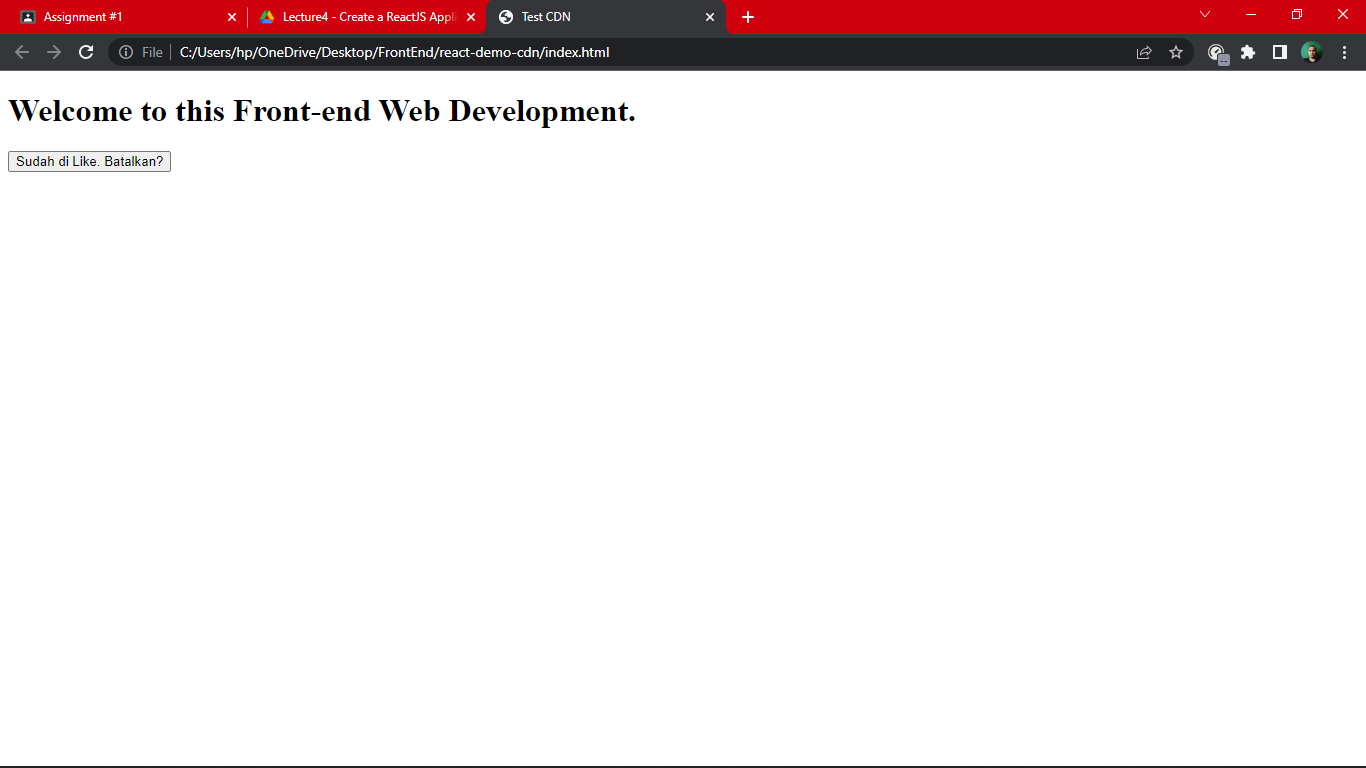 Assignment #1
Lecture4 - Create a ReactJS Appli
Test CDN
File
C:/Users/hp/OneDrive/Desktop/FrontEnd/react-demo-cdn/index.html
Welcome to this Front-end Web Development.
Sudah di Like. Batalkan?